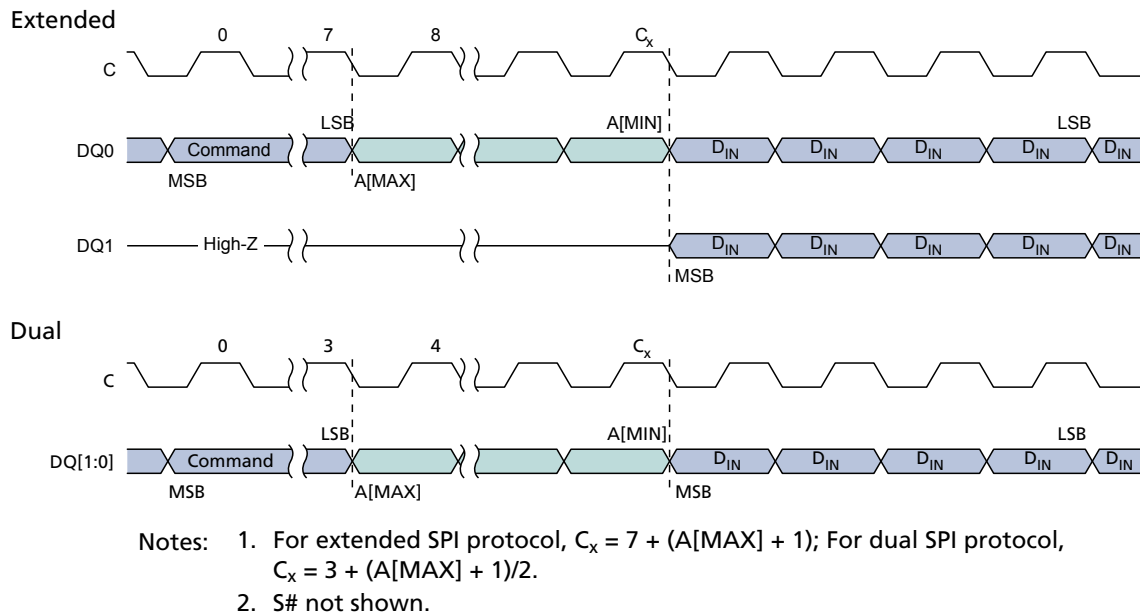 Extended
0 7 8 Cx
C
LSB A[MIN] LSB
DQ0 Command DIN DIN DIN DIN DIN
MSB A[MAX]
DQ1 High-Z DIN DIN DIN DIN DIN
MSB
Dual
0 3 4 Cx
C
LSB A[MIN] LSB
DQ[1:0] Command DIN DIN DIN DIN DIN
MSB A[MAX] MSB
Notes: 1. For extended SPI protocol, Cx = 7 + (A[MAX] + 1); For dual SPI protocol,
Cx = 3 + (A[MAX] + 1)/2.
2. S# not shown.